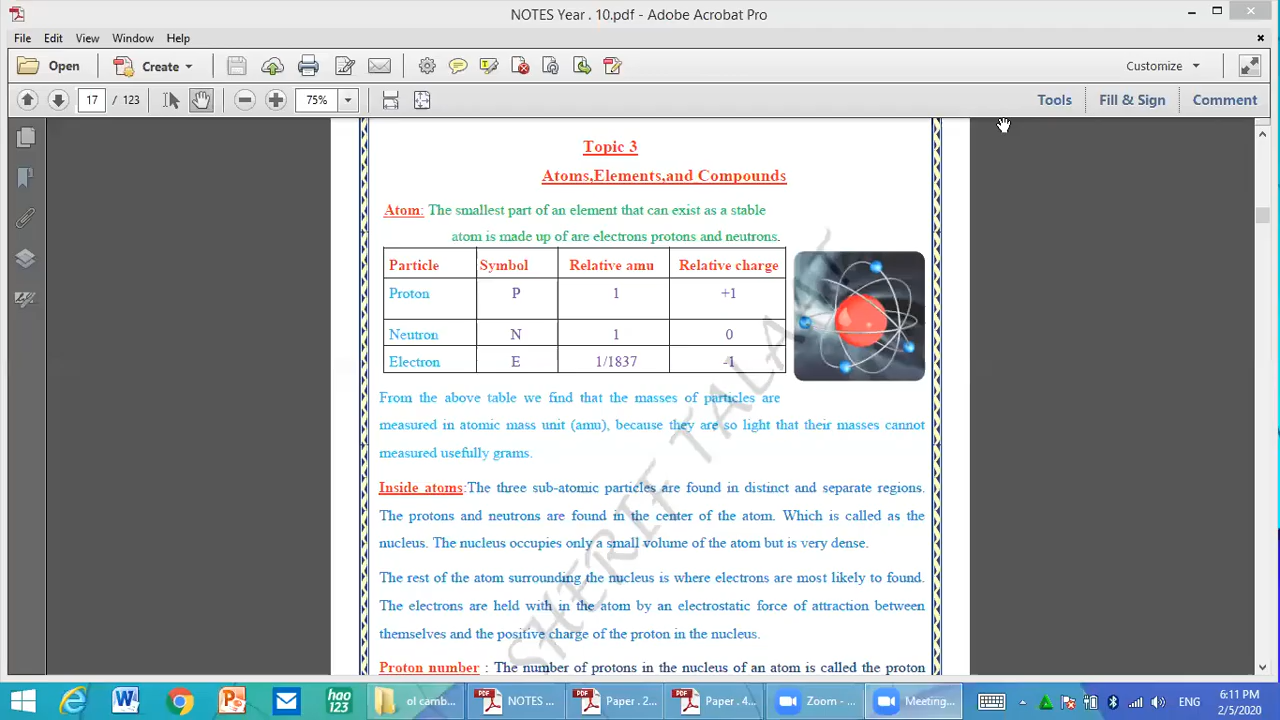 NOTES Year . 10.pdf - Adobe Acrobat Pro
File Edit View Window Help
Open Create Customize
17 / 123 75% Tools Fill & Sign Comment
Topic 3
Atoms,Elements,and Compounds
Atom: The smallest part of an element that can exist as a stable
atom is made up of are electrons protons and neutrons.
Particle Symbol Relative amu Relative charge
Proton P 1 +1
Neutron N 1 0
Electron E 1/1837 -1
From the above table we find that the masses of particles are
measured in atomic mass unit (amu), because they are so light that their masses cannot
measured usefully grams.
Inside atoms:The three sub-atomic particles are found in distinct and separate regions.
The protons and neutrons are found in the center of the atom. Which is called as the
nucleus. The nucleus occupies only a small volume of the atom but is very dense.
The rest of the atom surrounding the nucleus is where electrons are most likely to found.
The electrons are held with in the atom by an electrostatic force of attraction between
themselves and the positive charge of the proton in the nucleus.
Proton number : The number of protons in the nucleus of an atom is called the proton
SHERIF TALAAT
hao 123 ol camb... NOTES ... Paper . 2... Paper . 4... Zoom - ... Meeting... ENG 6:11 PM
2/5/2020